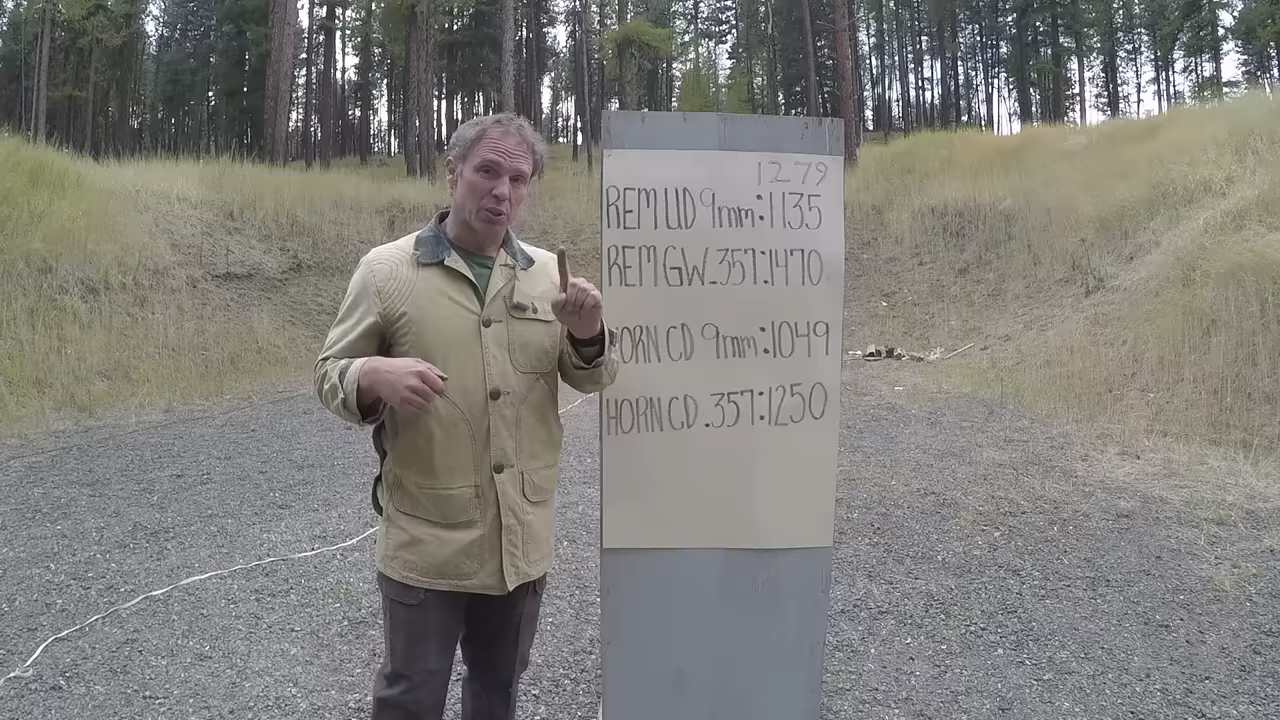 1279
REM UD 9mm:1135
REM GW .357:1470
HORN CD 9mm:1049
HORN CD .357:1250